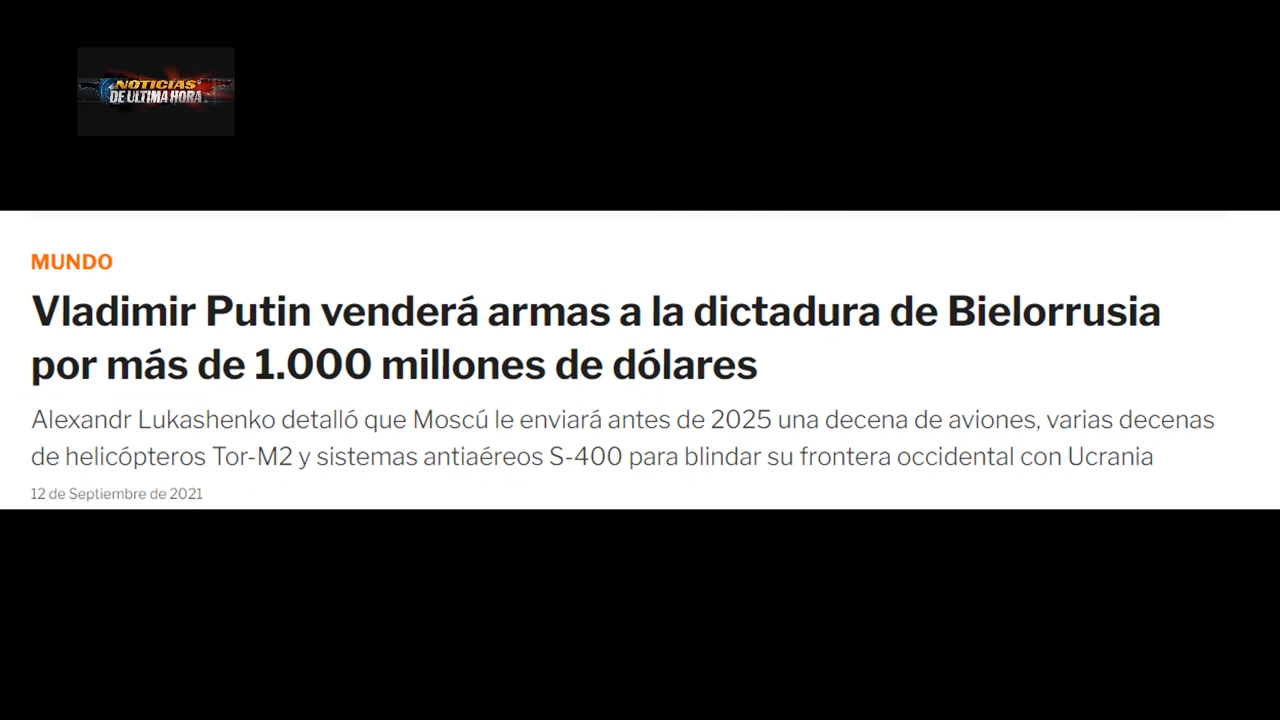 NOTICIAS
DE ULTIMA HORA
MUNDO
Vladimir Putin venderá armas a la dictadura de Bielorrusia
por más de 1.000 millones de dólares
Alexandr Lukashenko detalló que Moscú le enviará antes de 2025 una decena de aviones, varias decenas
de helicópteros Tor-M2 y sistemas antiaéreos S-400 para blindar su frontera occidental con Ucrania
12 de Septiembre de 2021